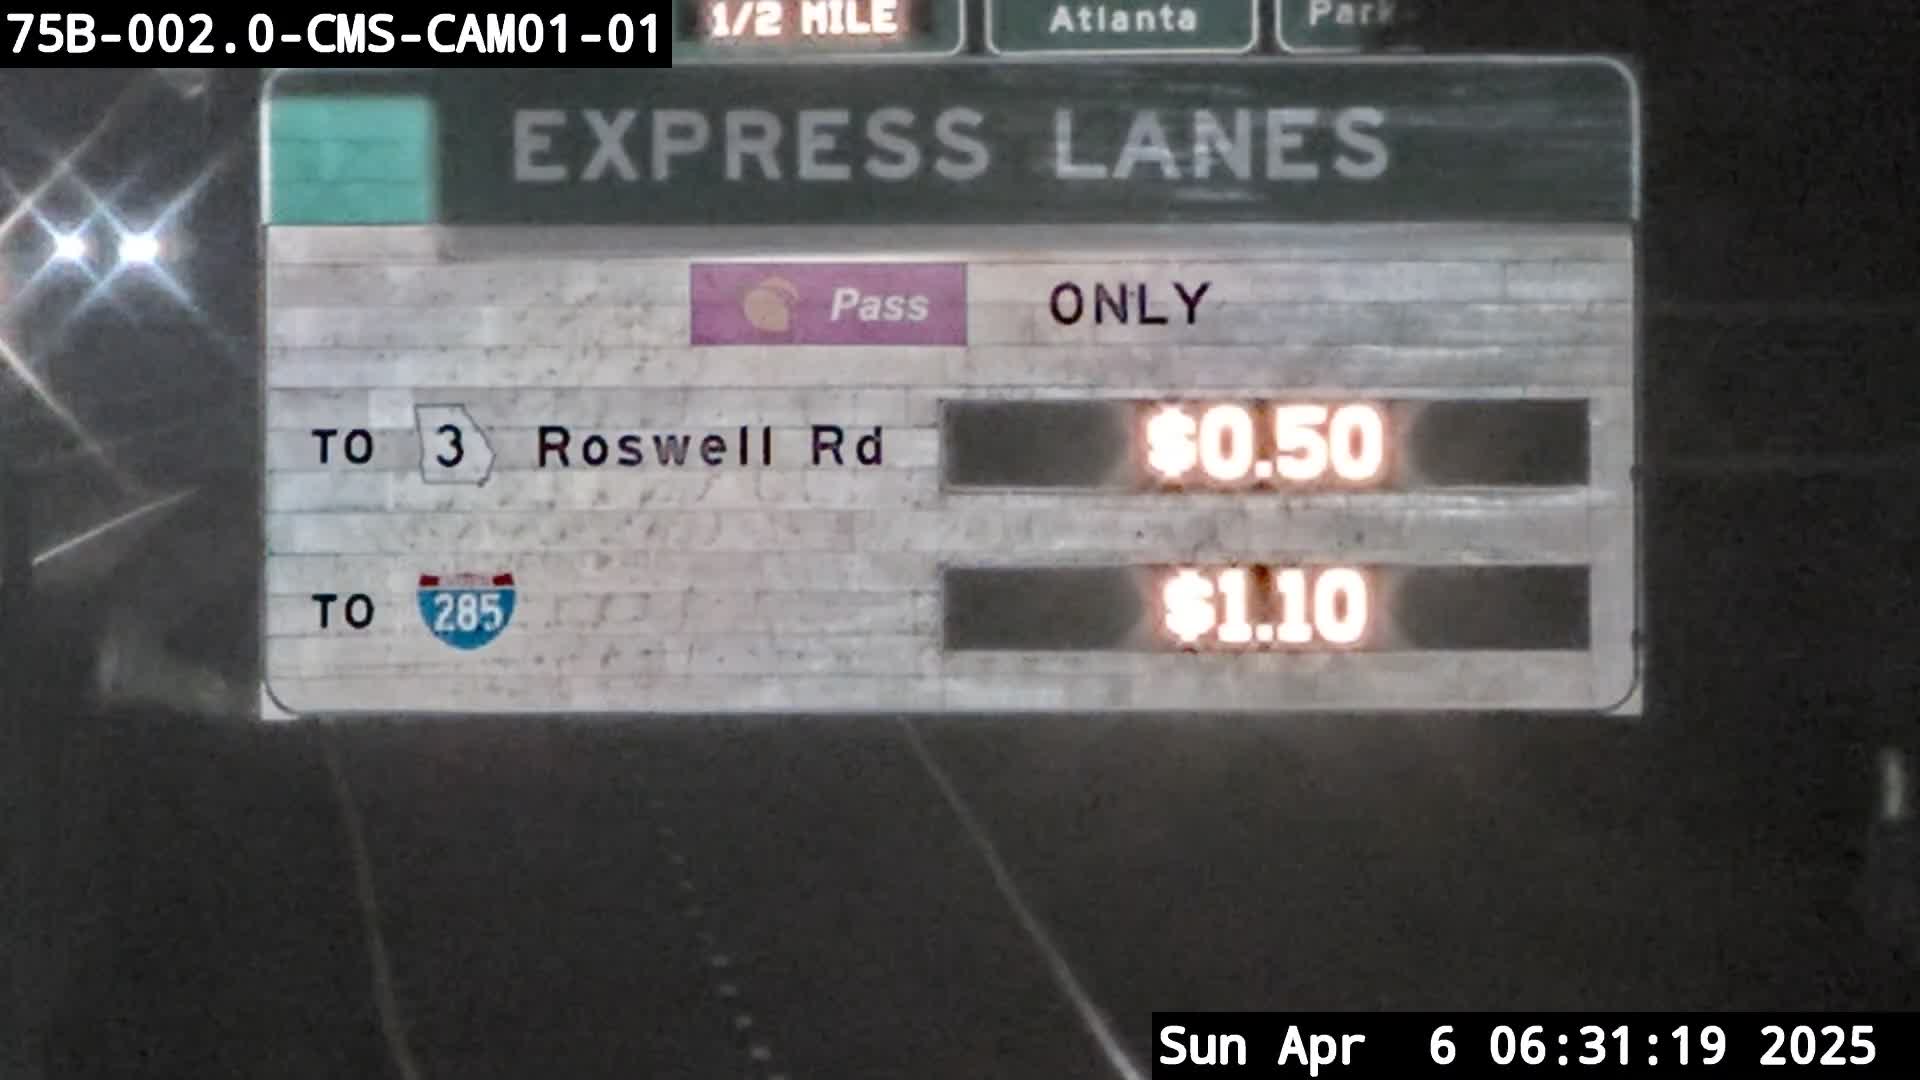 75B-002.0-CMS-CAM01-01
1/2 MILE
Atlanta
Park
EXPRESS LANES
Pass ONLY
TO 3 Roswell Rd $0.50
TO 285 $1.10
Sun Apr 6 06:31:19 2025